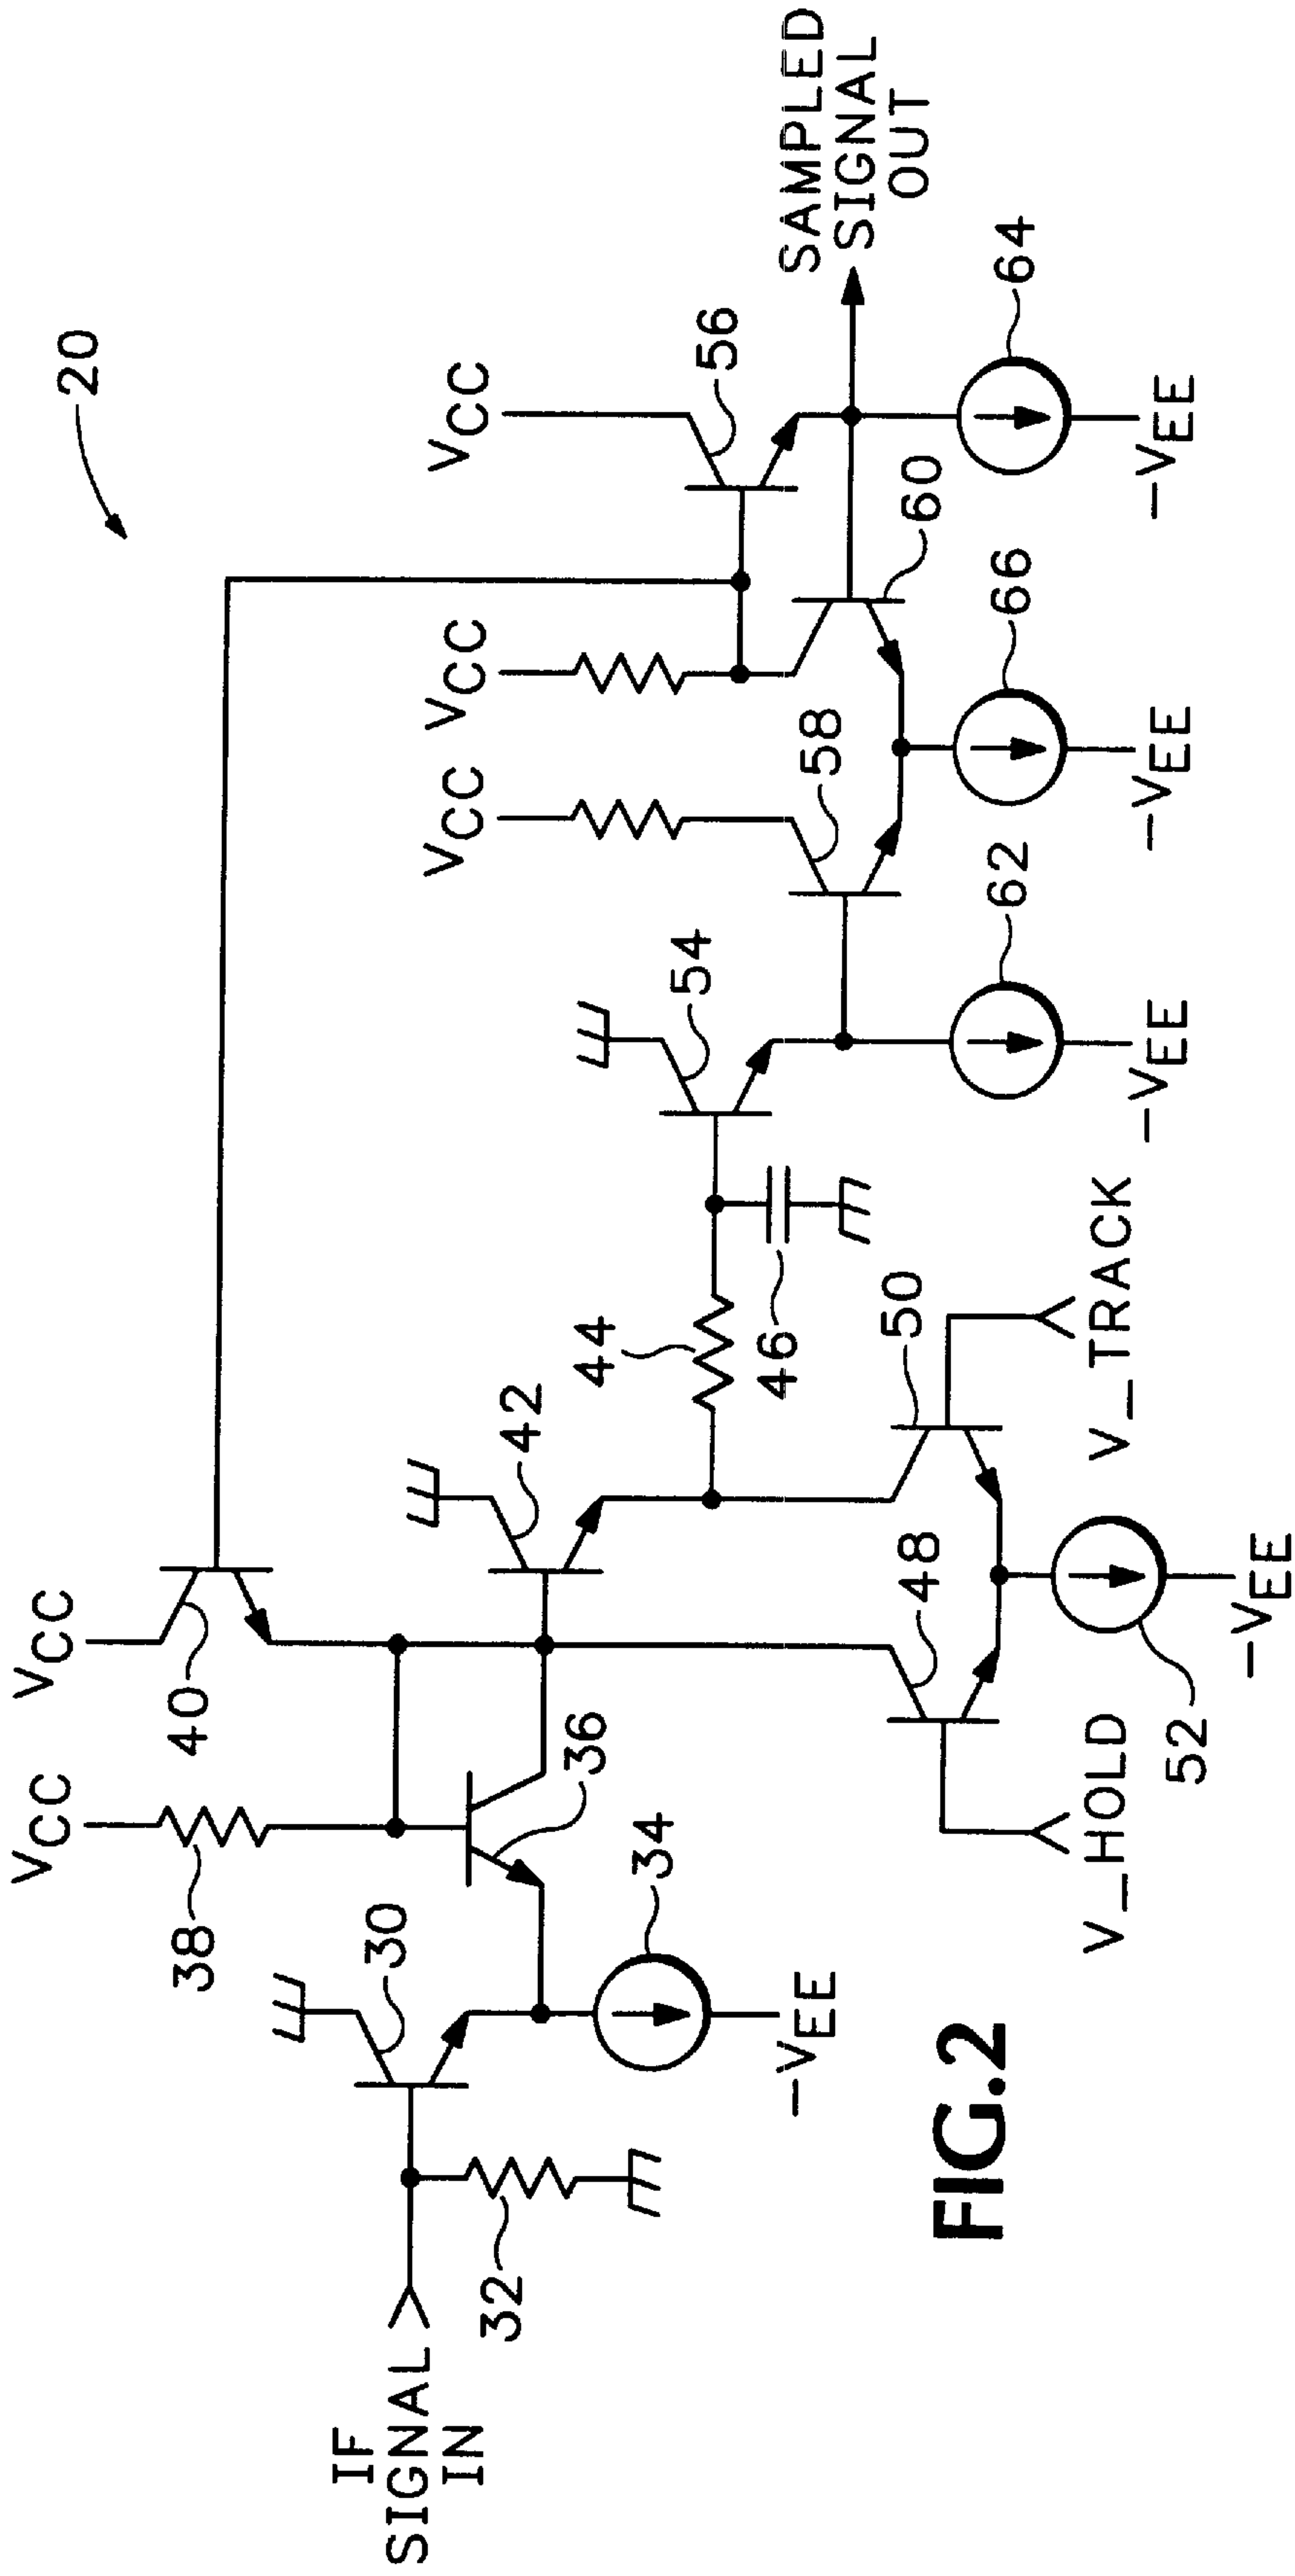 20
VCC
VCC
VCC
VCC
40
38
30
36
42
44
46
54
58
56
60
IF
SIGNAL
IN
32
34
-VEE
48
50
52
-VEE
V_HOLD
V_TRACK
62
-VEE
66
-VEE
64
-VEE
SAMPLED
SIGNAL
OUT
VCC
FIG.2